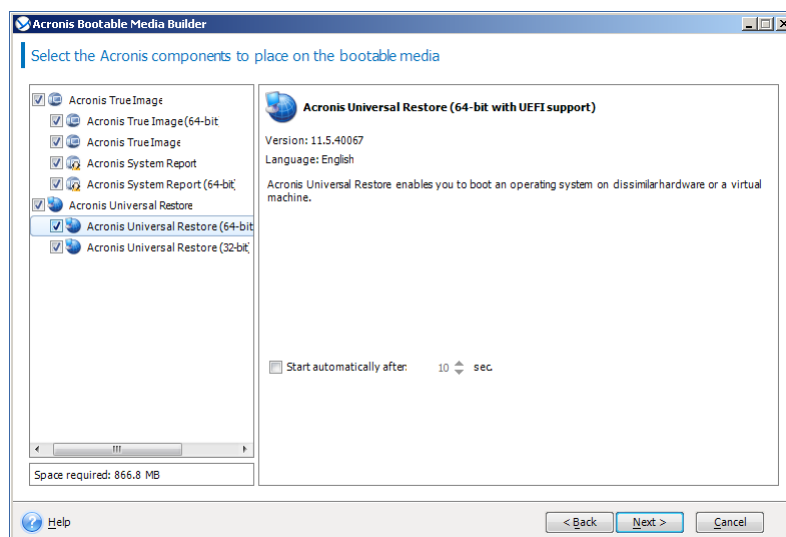 Acronis Bootable Media Builder
Select the Acronis components to place on the bootable media
Acronis True Image
Acronis True Image (64-bit
Acronis True Image
Acronis System Report
Acronis System Report (64-bit)
Acronis Universal Restore
Acronis Universal Restore (64-bit
Acronis Universal Restore (32-bit)
Space required: 866.8 MB
Acronis Universal Restore (64-bit with UEFI support)
Version: 11.5.40067
Language: English
Acronis Universal Restore enables you to boot an operating system on dissimilar hardware or a virtual
machine.
Start automatically after: 10 sec.
Help
< Back
Next >
Cancel